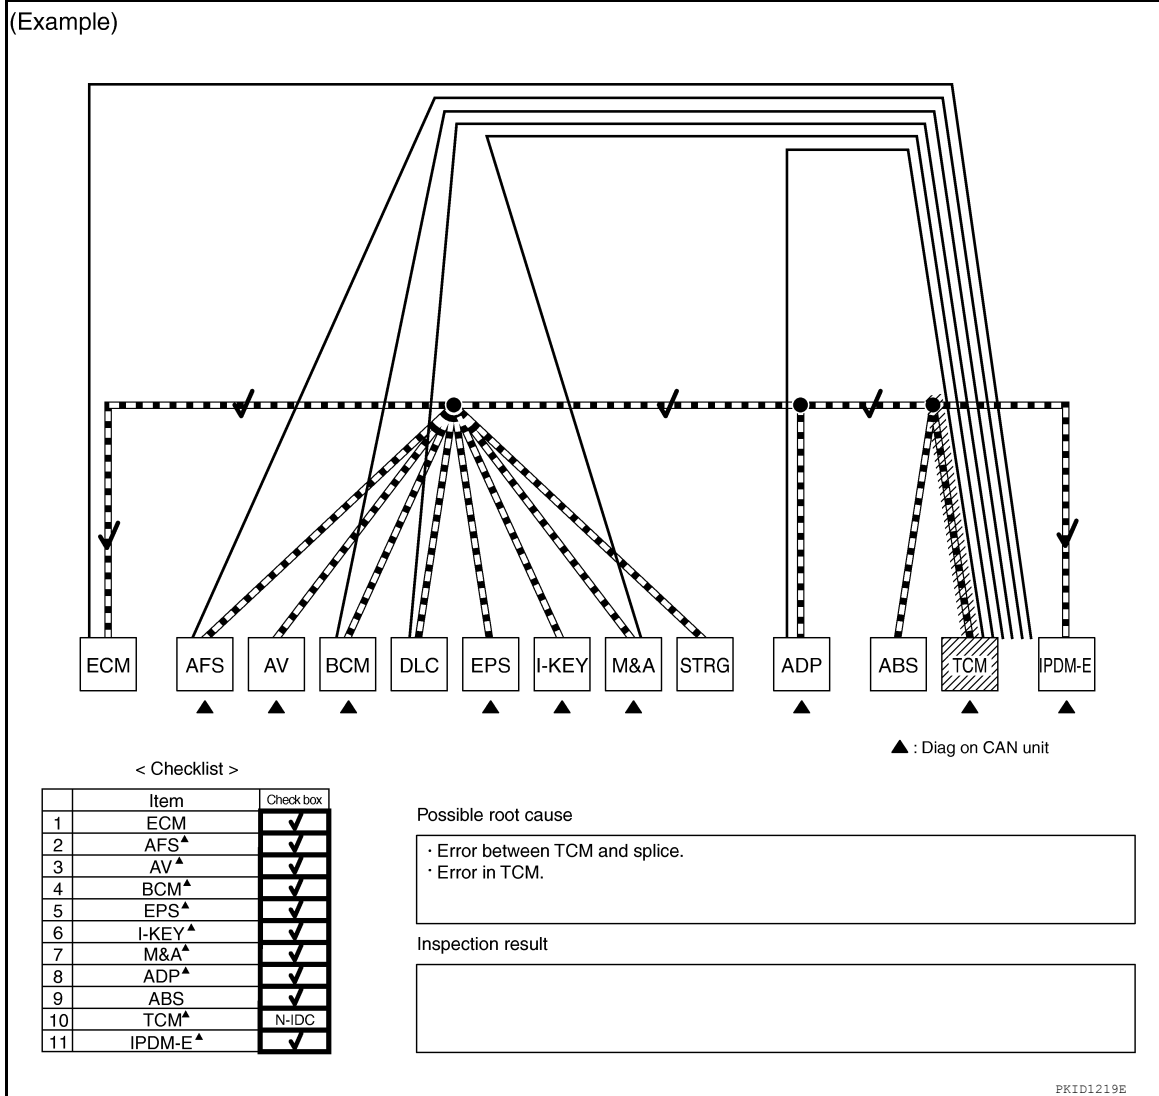 (Example)
ECM AFS AV BCM DLC EPS I-KEY M&A STRG ADP ABS TCM IPDM-E
▲ : Diag on CAN unit
< Checklist >
Item Check box
1 ECM ✓
2 AFS▲ ✓
3 AV▲ ✓
4 BCM▲ ✓
5 EPS▲ ✓
6 I-KEY▲ ✓
7 M&A▲ ✓
8 ADP▲ ✓
9 ABS ✓
10 TCM▲ N-IDC
11 IPDM-E▲ ✓
Possible root cause
· Error between TCM and splice.
· Error in TCM.
Inspection result
PKID1219E